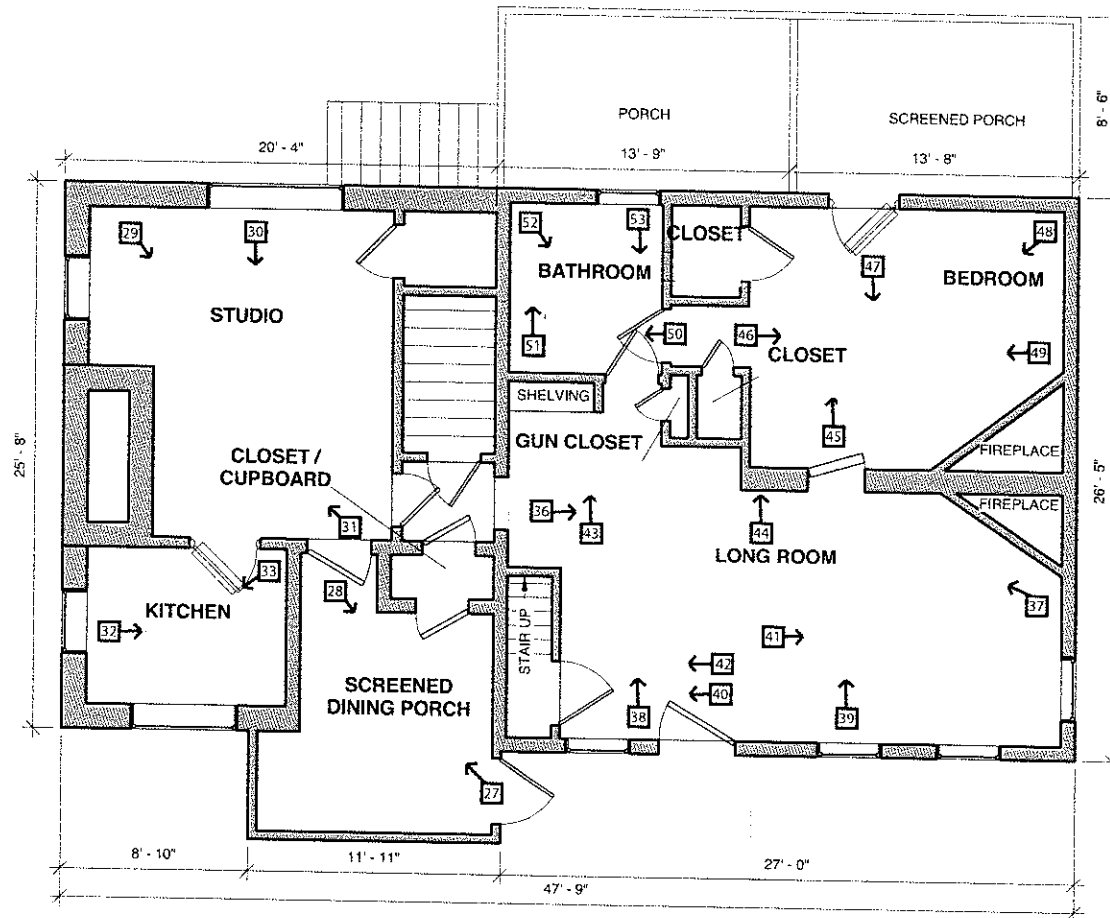 PORCH
SCREENED PORCH
8' - 6"
20' - 4"
13' - 9"
13' - 8"
29
30
52
53
CLOSET
48
BATHROOM
47
BEDROOM
STUDIO
51
50
46
CLOSET
49
SHELVING
45
GUN CLOSET
FIREPLACE
25' - 8"
CLOSET /
CUPBOARD
26' - 5"
FIREPLACE
36
43
44
31
LONG ROOM
33
28
37
KITCHEN
32
STAIR UP
41
42
SCREENED
DINING PORCH
40
38
39
27
8' - 10"
11' - 11"
27' - 0"
47' - 9"